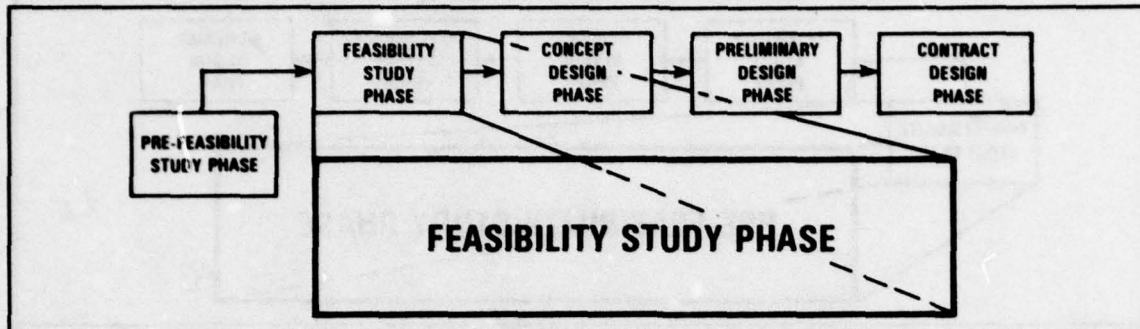 FEASIBILITY
STUDY
PHASE
CONCEPT
DESIGN
PHASE
PRELIMINARY
DESIGN
PHASE
CONTRACT
DESIGN
PHASE
PRE-FEASIBILITY
STUDY PHASE
FEASIBILITY STUDY PHASE